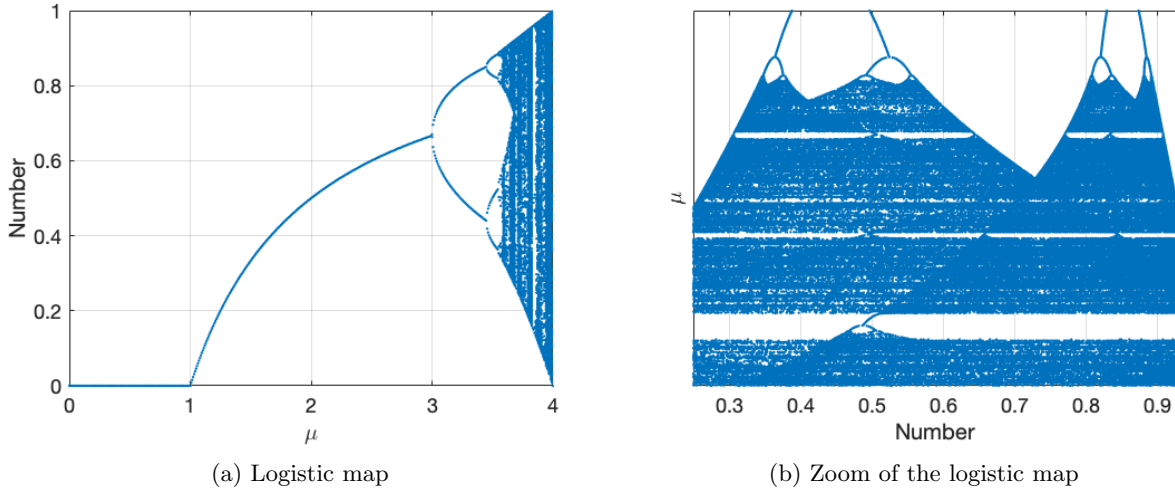 1
0.8
0.6
0.4
0.2
0
Number
0 1 2 3 4
μ
(a) Logistic map
μ
0.3 0.4 0.5 0.6 0.7 0.8 0.9
Number
(b) Zoom of the logistic map